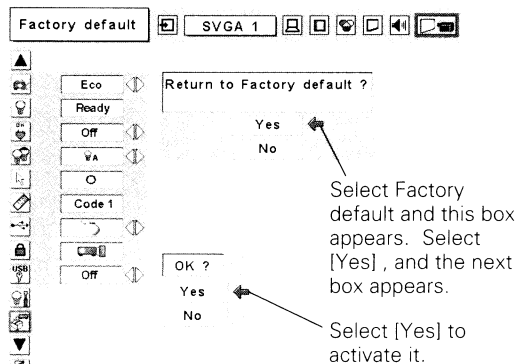 Factory default
SVGA 1
Eco
Return to Factory default ?
Ready
Yes
Off
No
A
Code 1
Select Factory
default and this box
appears. Select
[Yes] , and the next
box appears.
USB
Off
OK ?
Yes
No
Select [Yes] to
activate it.